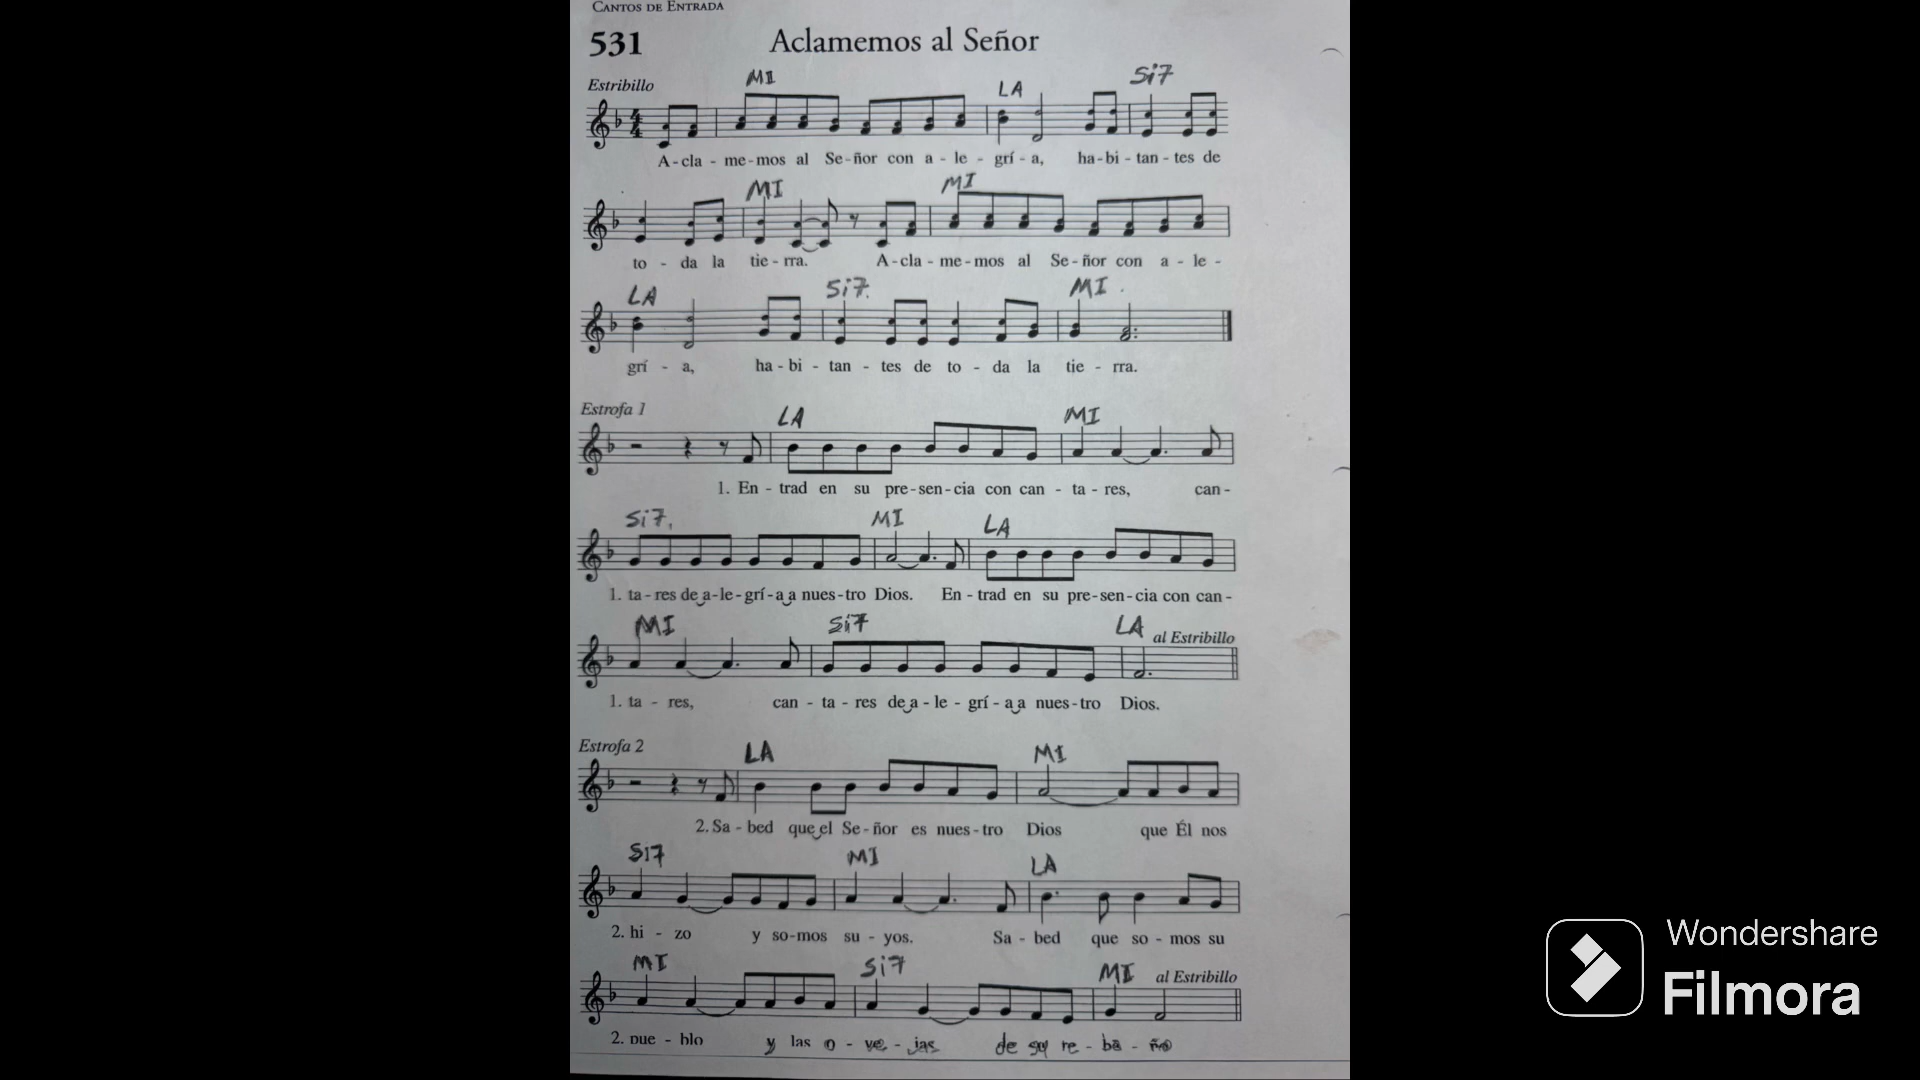 CANTOS DE ENTRADA
531 Aclamemos al Señor
Estribillo MI LA Si7
A-cla - me-mos al Se-ñor con a - le - grí - a, ha-bi - tan - tes de
MI MI
to - da la tie - rra. A-cla - me-mos al Se-ñor con a - le -
LA Si7. MI .
grí - a, ha - bi - tan - tes de to - da la tie - rra.
Estrofa 1 LA MI
1. En - trad en su pre-sen-cia con can - ta - res, can -
Si7. MI LA
1. ta - res de a-le-grí-a a nues-tro Dios. En - trad en su pre-sen-cia con can -
MI Si7 LA al Estribillo
1. ta - res, can - ta - res de a - le - grí - a a nues-tro Dios.
Estrofa 2 LA MI
2. Sa - bed que el Se - ñor es nues-tro Dios que Él nos
Si7 MI LA
2. hi - zo y so-mos su - yos. Sa - bed que so - mos su
MI Si7 MI al Estribillo
2. pue - blo y las o - ve - jas de su re - ba - ño
Wondershare
Filmora